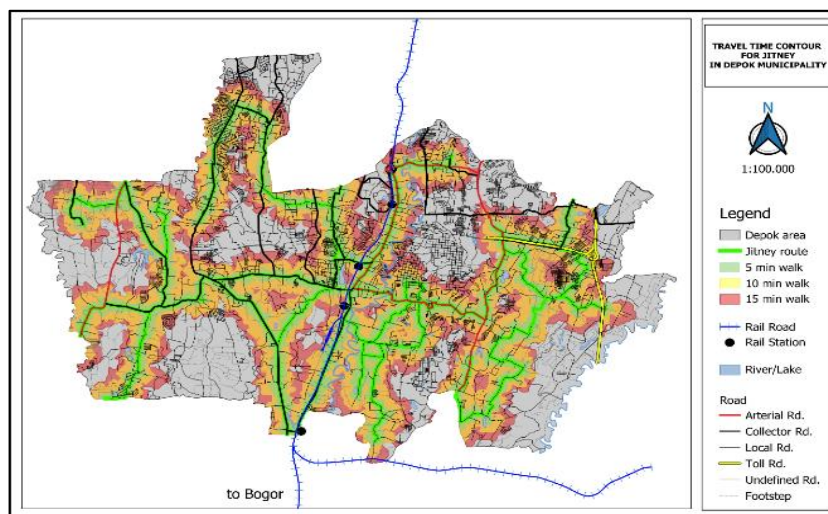 TRAVEL TIME CONTOUR
FOR JITNEY
IN DEPOK MUNICIPALITY
N
1:100.000
Legend
Depok area
Jitney route
5 min walk
10 min walk
15 min walk
Rail Road
Rail Station
River/Lake
Road
Arterial Rd.
Collector Rd.
Local Rd.
Toll Rd.
Undefined Rd.
Footstep
to Bogor